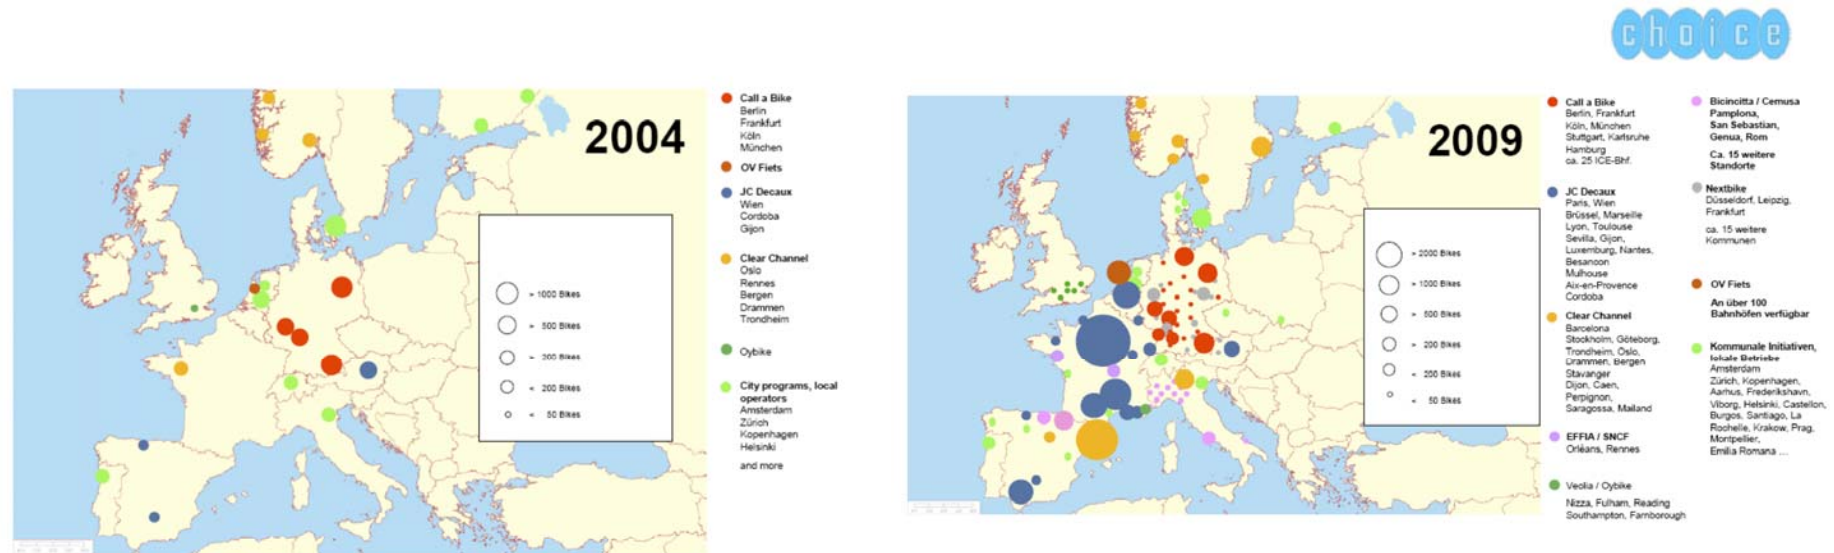 choice
2004
Call a Bike
Berlin
Frankfurt
Köln
München
OV Fiets
JC Decaux
Wien
Cordoba
Gijon
Clear Channel
Oslo
Rennes
Bergen
Drammen
Trondheim
Oybike
City programs, local
operators
Amsterdam
Zürich
Kopenhagen
Helsinki
and more
> 1000 Bikes
> 500 Bikes
> 200 Bikes
< 200 Bikes
< 50 Bikes
2009
> 2000 Bikes
> 1000 Bikes
> 500 Bikes
> 200 Bikes
< 200 Bikes
< 50 Bikes
Call a Bike
Berlin, Frankfurt
Köln, München
Stuttgart, Karlsruhe
Hamburg
ca. 25 ICE-Bhf.
JC Decaux
Paris, Wien
Brüssel, Marseille
Lyon, Toulouse
Sevilla, Gijon,
Luxemburg, Nantes,
Besancon
Mulhouse
Aix-en-Provence
Cordoba
Clear Channel
Barcelona
Stockholm, Göteborg,
Trondheim, Oslo,
Drammen, Bergen
Stavanger
Dijon, Caen,
Perpignon,
Saragossa, Mailand
EFFIA / SNCF
Orléans, Rennes
Veolia / Oybike
Nizza, Fulham, Reading
Southampton, Farnborough
Bicincitta / Cemusa
Pamplona,
San Sebastian,
Genua, Rom
Ca. 15 weitere
Standorte
Nextbike
Düsseldorf, Leipzig,
Frankfurt
ca. 15 weitere
Kommunen
OV Fiets
An über 100
Bahnhöfen verfügbar
Kommunale Initiativen,
lokale Betriebe
Amsterdam
Zürich, Kopenhagen,
Aarhus, Frederikshavn,
Viborg, Helsinki, Castellon,
Burgos, Santiago, La
Rochelle, Krakow, Prag,
Montpellier,
Emilia Romana ...